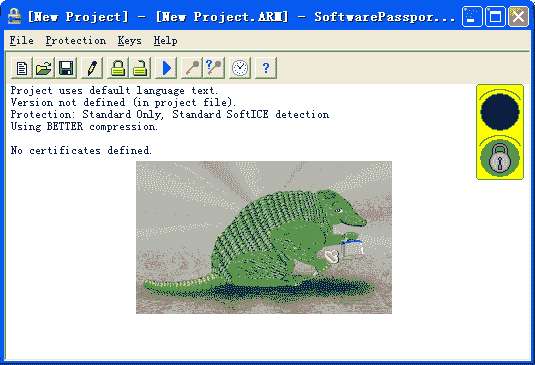 [New Project] - [New Project.ARM] - SoftwarePasspor...
File Protection Keys Help
?
?
Project uses default language text.
Version not defined (in project file).
Protection: Standard Only, Standard SoftICE detection
Using BETTER compression.
No certificates defined.